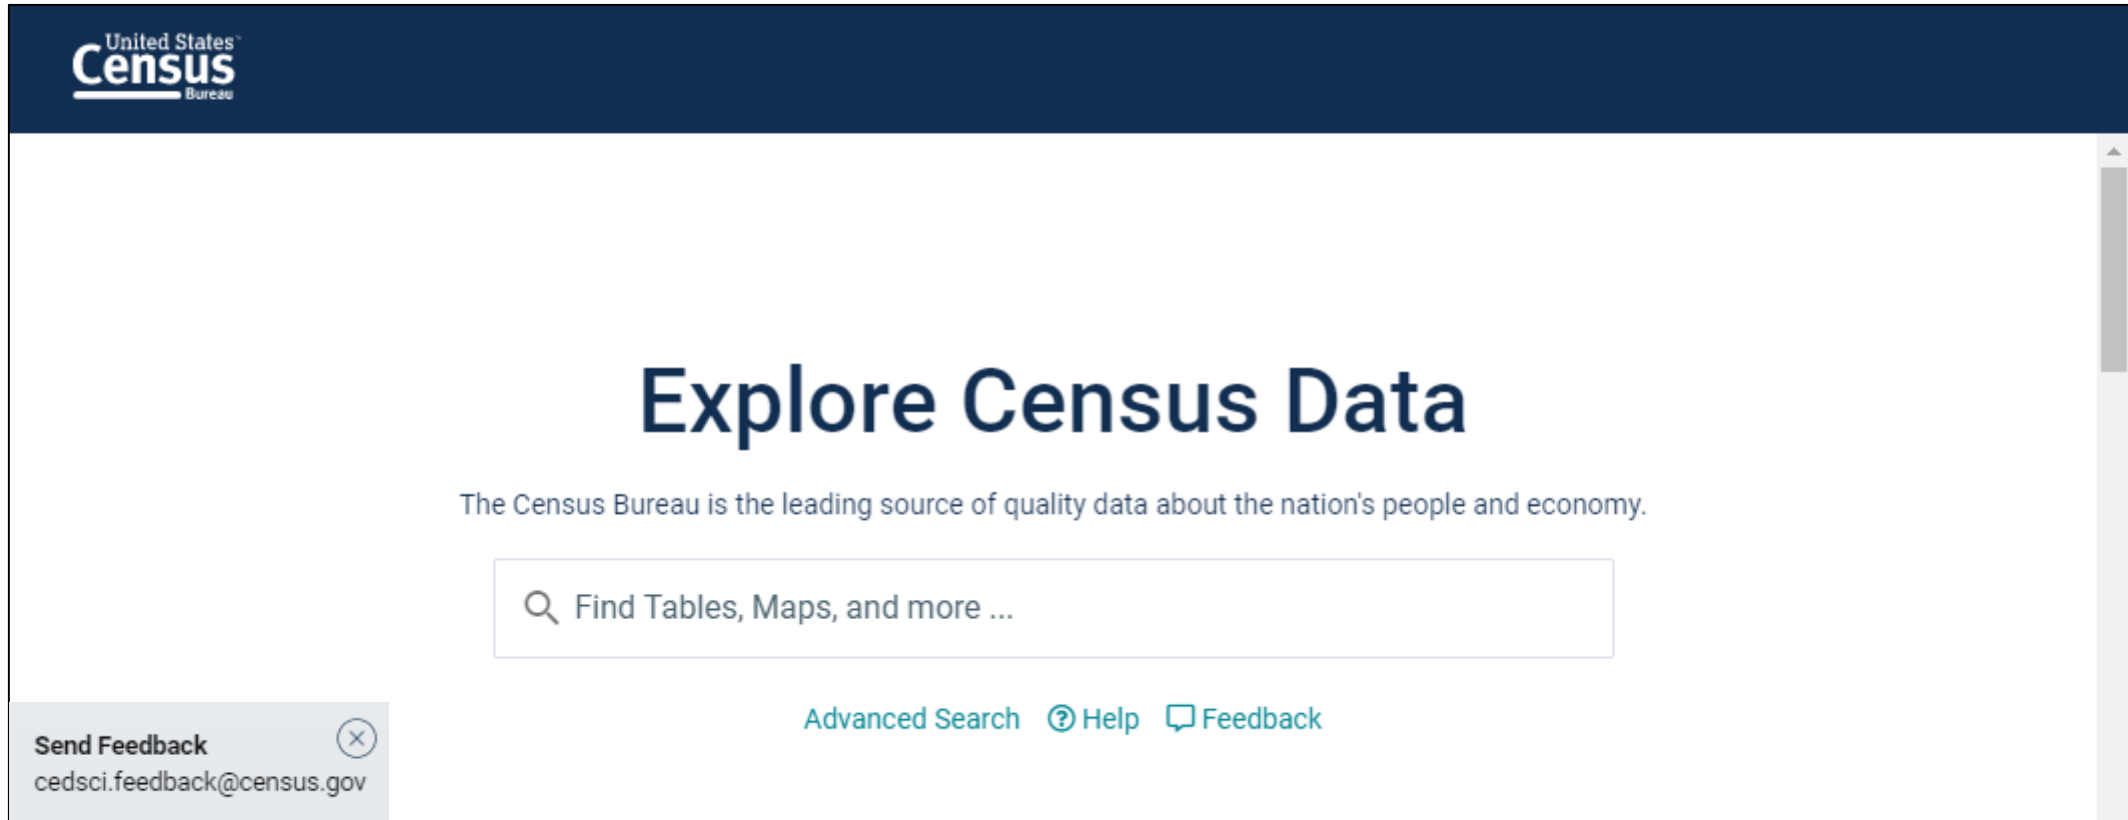 United States™
Census
Bureau
Explore Census Data
The Census Bureau is the leading source of quality data about the nation's people and economy.
Find Tables, Maps, and more ...
Advanced Search Help Feedback
Send Feedback
cedsci.feedback@census.gov